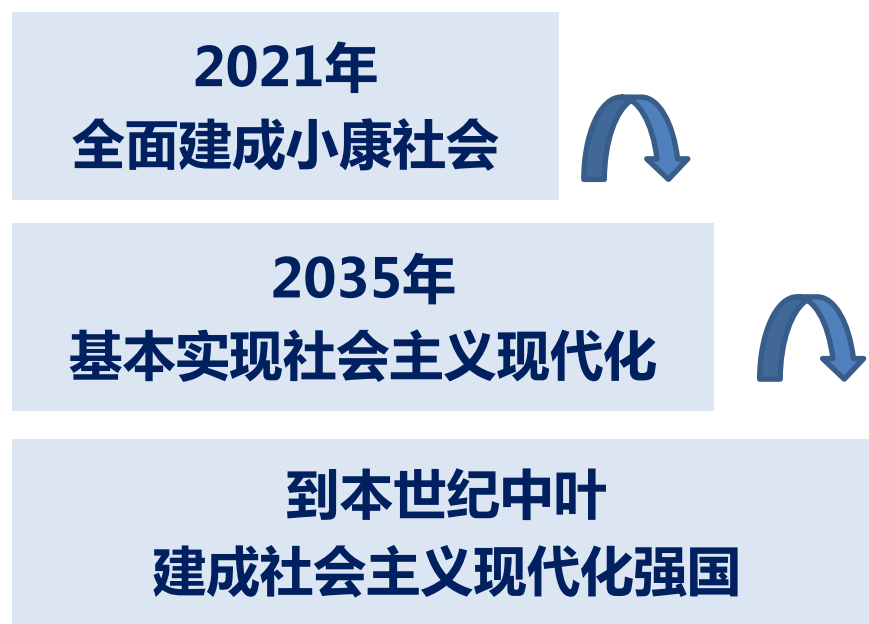 2021年
全面建成小康社会
2035年
基本实现社会主义现代化
到本世纪中叶
建成社会主义现代化强国